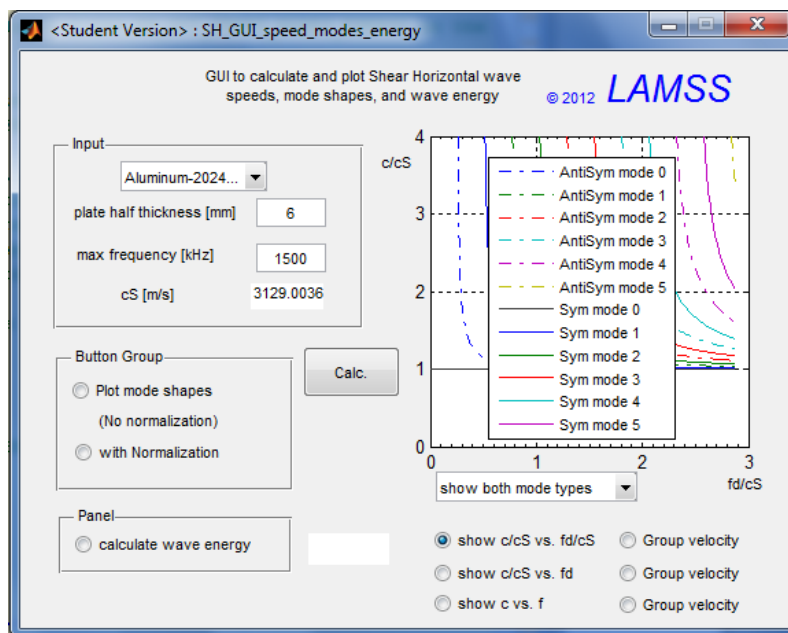 <Student Version> : SH_GUI_speed_modes_energy
GUI to calculate and plot Shear Horizontal wave
speeds, mode shapes, and wave energy
© 2012 LAMSS
Input
Aluminum-2024...
plate half thickness [mm] 6
max frequency [kHz] 1500
cS [m/s] 3129.0036
Button Group
Plot mode shapes
(No normalization)
with Normalization
Calc.
Panel
calculate wave energy
c/cS
4
3
2
1
0
AntiSym mode 0
AntiSym mode 1
AntiSym mode 2
AntiSym mode 3
AntiSym mode 4
AntiSym mode 5
Sym mode 0
Sym mode 1
Sym mode 2
Sym mode 3
Sym mode 4
Sym mode 5
0 1 2 3
fd/cS
show both mode types
show c/cS vs. fd/cS Group velocity
show c/cS vs. fd Group velocity
show c vs. f Group velocity